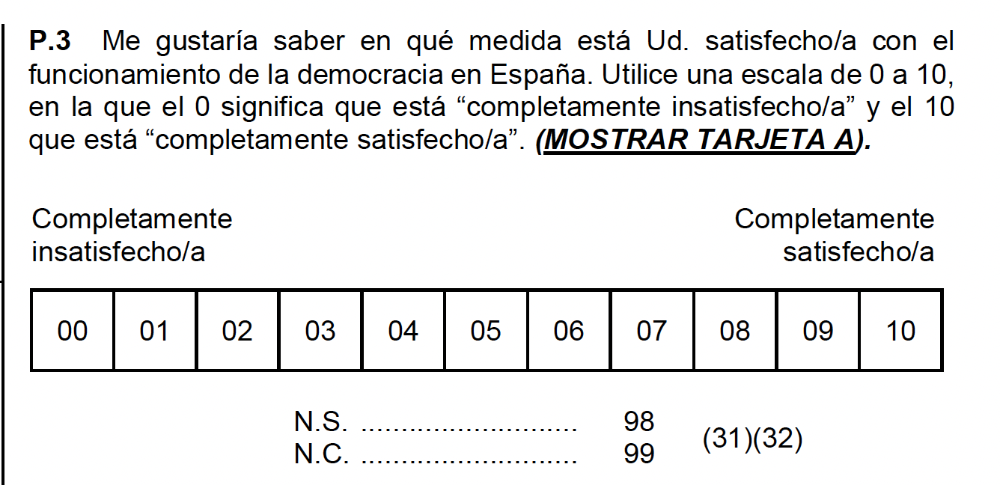 P.3 Me gustaría saber en qué medida está Ud. satisfecho/a con el
funcionamiento de la democracia en España. Utilice una escala de 0 a 10,
en la que el 0 significa que está “completamente insatisfecho/a” y el 10
que está “completamente satisfecho/a”. (MOSTRAR TARJETA A).
Completamente Completamente
insatisfecho/a satisfecho/a
00 01 02 03 04 05 06 07 08 09 10
N.S. ........................... 98
(31)(32)
N.C. ........................... 99